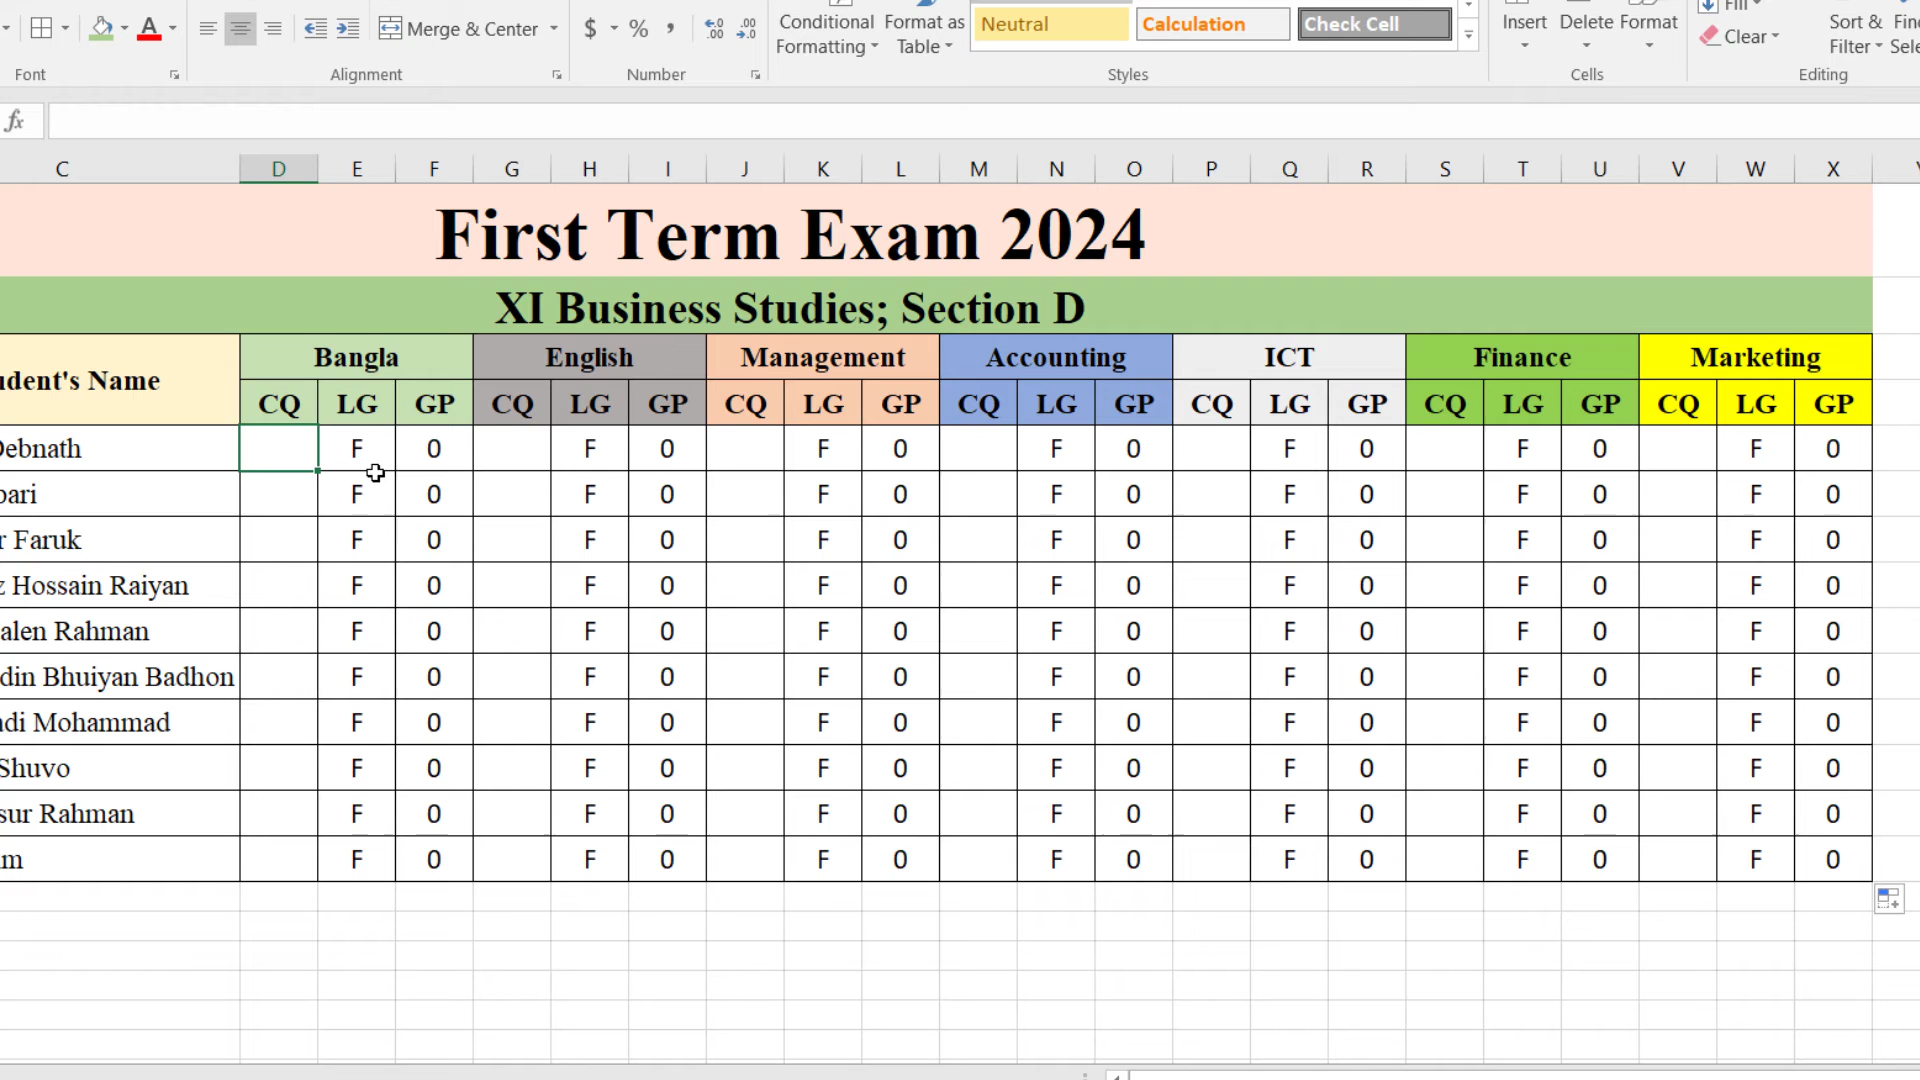 Conditional Format as
Neutral Calculation Check Cell
Insert Delete Format
Fill
Sort &
Merge & Center $ % , Formatting Table Clear Filter
Font Alignment Number Styles Cells Editing
fx
C D E F G H I J K L M N O P Q R S T U V W X
First Term Exam 2024
XI Business Studies; Section D
Name Bangla English Management Accounting ICT Finance Marketing
CQ LG GP CQ LG GP CQ LG GP CQ LG GP CQ LG GP CQ LG GP CQ LG GP
Debnath F 0 F 0 F 0 F 0 F 0 F 0 F 0
F 0 F 0 F 0 F 0 F 0 F 0 F 0
Faruk F 0 F 0 F 0 F 0 F 0 F 0 F 0
Hossain Raiyan F 0 F 0 F 0 F 0 F 0 F 0 F 0
Rahman F 0 F 0 F 0 F 0 F 0 F 0 F 0
Bhuiyan Badhon F 0 F 0 F 0 F 0 F 0 F 0 F 0
Mohammad F 0 F 0 F 0 F 0 F 0 F 0 F 0
Shuvo F 0 F 0 F 0 F 0 F 0 F 0 F 0
Rahman F 0 F 0 F 0 F 0 F 0 F 0 F 0
F 0 F 0 F 0 F 0 F 0 F 0 F 0